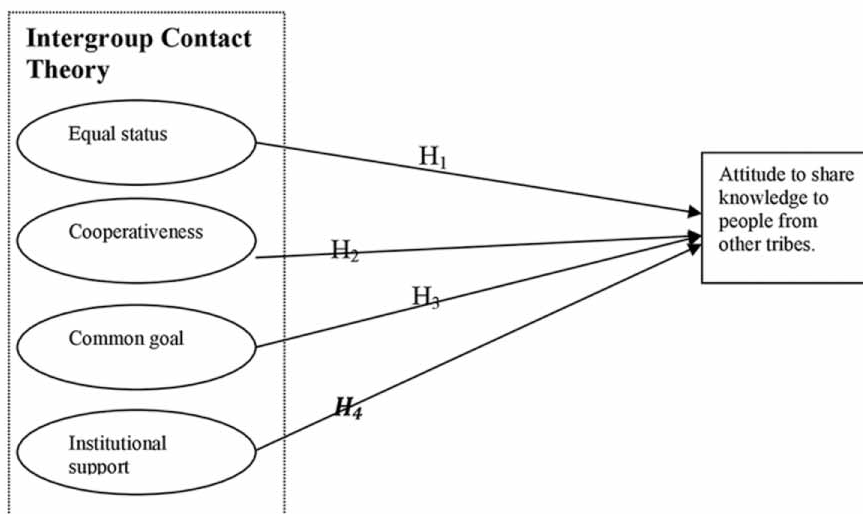 Intergroup Contact
Theory
Equal status
H₁
Attitude to share
knowledge to
people from
other tribes.
Cooperativeness
H₂
H₃
Common goal
H₄
Institutional
support